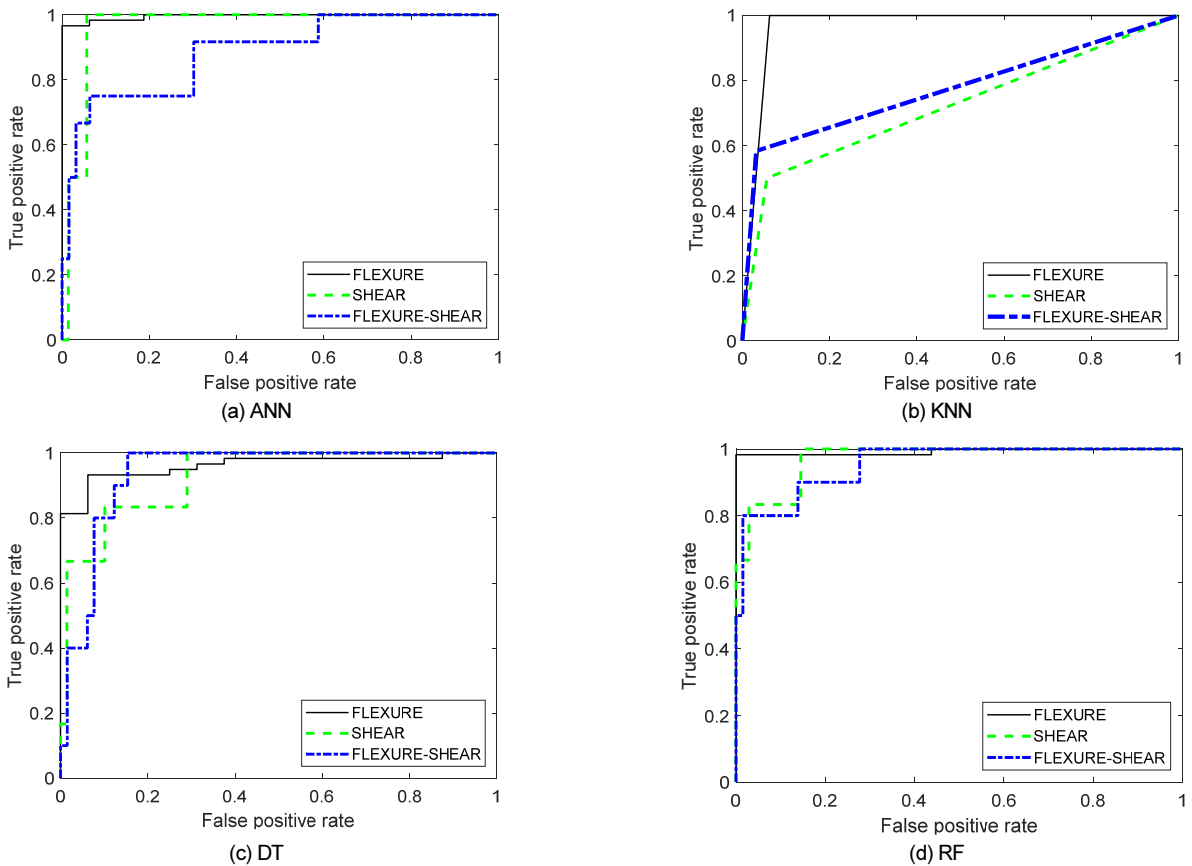 1
0.8
0.6
0.4
0.2
0
True positive rate
0 0.2 0.4 0.6 0.8 1
False positive rate
FLEXURE
SHEAR
FLEXURE-SHEAR
(a) ANN
1
0.8
0.6
0.4
0.2
0
True positive rate
0 0.2 0.4 0.6 0.8 1
False positive rate
FLEXURE
SHEAR
FLEXURE-SHEAR
(b) KNN
1
0.8
0.6
0.4
0.2
0
True positive rate
0 0.2 0.4 0.6 0.8 1
False positive rate
FLEXURE
SHEAR
FLEXURE-SHEAR
(c) DT
1
0.8
0.6
0.4
0.2
0
True positive rate
0 0.2 0.4 0.6 0.8 1
False positive rate
FLEXURE
SHEAR
FLEXURE-SHEAR
(d) RF